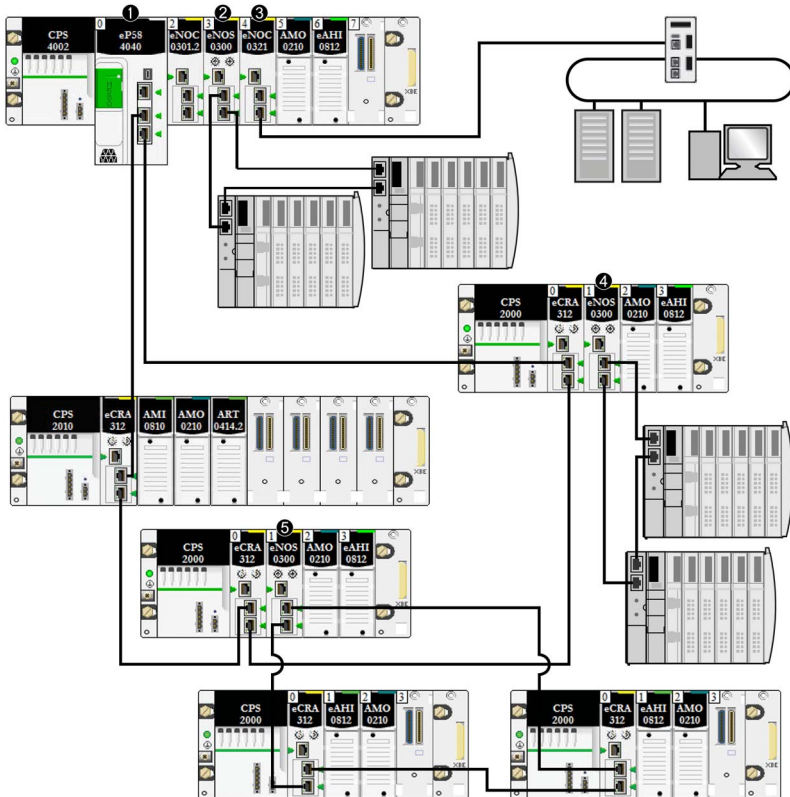 ❶ ❷ ❸
0 2 3 4 5 6 7
CPS 4002
eP58 4040
eNOC 0301.2
eNOS 0300
eNOC 0321
AMO 0210
eAHI 0812
XBE
❹
0 1 2 3
CPS 2000
eCRA 312
eNOS 0300
AMO 0210
eAHI 0812
XBE
CPS 2010
eCRA 312
AMI 0810
AMO 0210
ART 0414.2
XBE
❺
0 1 2 3
CPS 2000
eCRA 312
eNOS 0300
AMO 0210
eAHI 0812
XBE
0 1 2 3
CPS 2000
eCRA 312
eAHI 0812
AMO 0210
XBE
0 1 2 3
CPS 2000
eCRA 312
eAHI 0812
AMO 0210
XBE